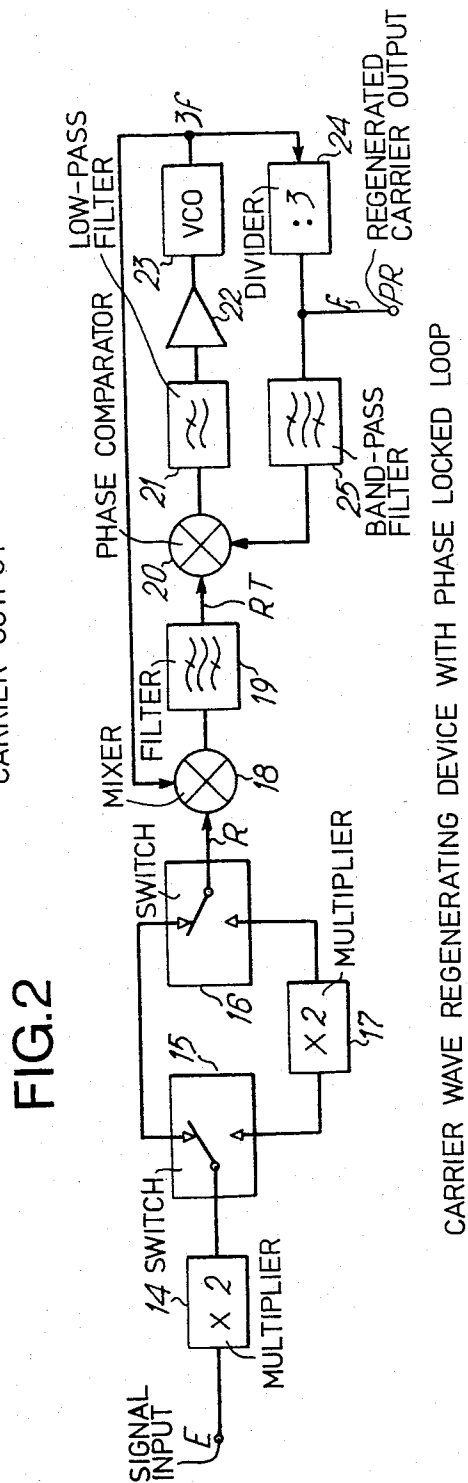 CARRIER OUTPUT
FIG.2
SIGNAL
INPUT
E
14
X 2
MULTIPLIER
SWITCH
15
SWITCH
16
X 2
MULTIPLIER
17
R
MIXER
18
FILTER
19
RT
PHASE COMPARATOR
20
21
LOW-PASS
FILTER
22
VCO
23
3f
DIVIDER
: 3
24
f
PR
REGENERATED
CARRIER OUTPUT
25
BAND-PASS
FILTER
CARRIER WAVE REGENERATING DEVICE WITH PHASE LOCKED LOOP